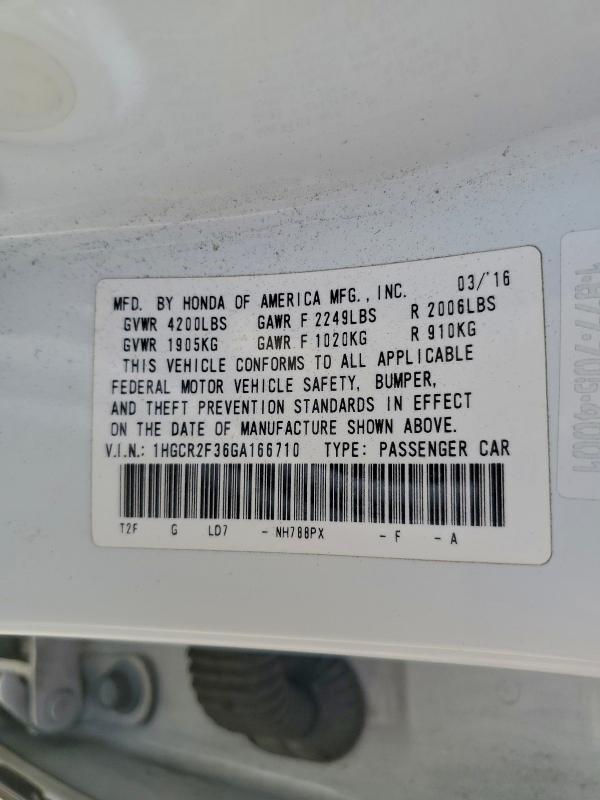 MFD. BY HONDA OF AMERICA MFG., INC. 03/'16
GVWR 4200LBS GAWR F 2249LBS R 2006LBS
GVWR 1905KG GAWR F 1020KG R 910KG
THIS VEHICLE CONFORMS TO ALL APPLICABLE
FEDERAL MOTOR VEHICLE SAFETY, BUMPER,
AND THEFT PREVENTION STANDARDS IN EFFECT
ON THE DATE OF MANUFACTURE SHOWN ABOVE.
V.I.N.: 1HGCR2F36GA166710 TYPE: PASSENGER CAR
T2F G LD7 - NH788PX - F - A